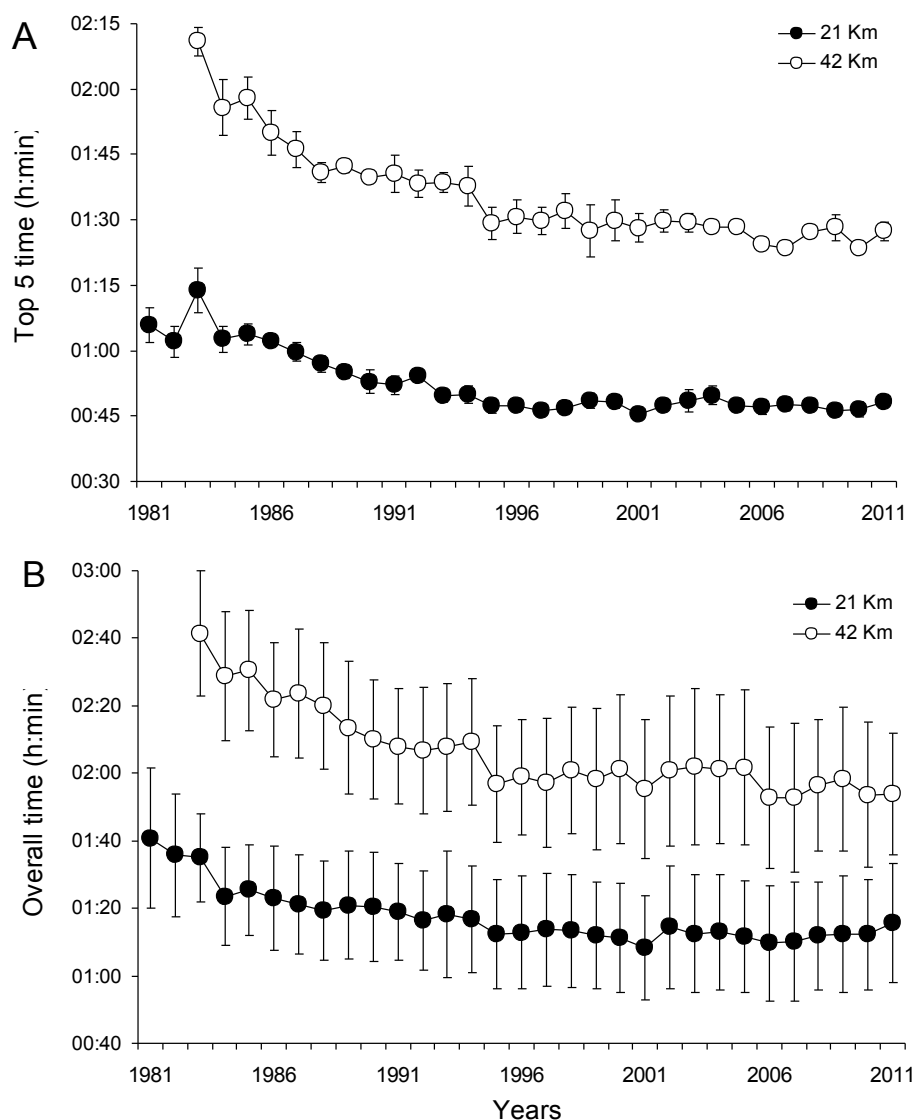 A
02:15
02:00
01:45
01:30
01:15
01:00
00:45
00:30
Top 5 time (h:min)
21 Km
42 Km
1981 1986 1991 1996 2001 2006 2011
B
03:00
02:40
02:20
02:00
01:40
01:20
01:00
00:40
Overall time (h:min)
21 Km
42 Km
1981 1986 1991 1996 2001 2006 2011
Years